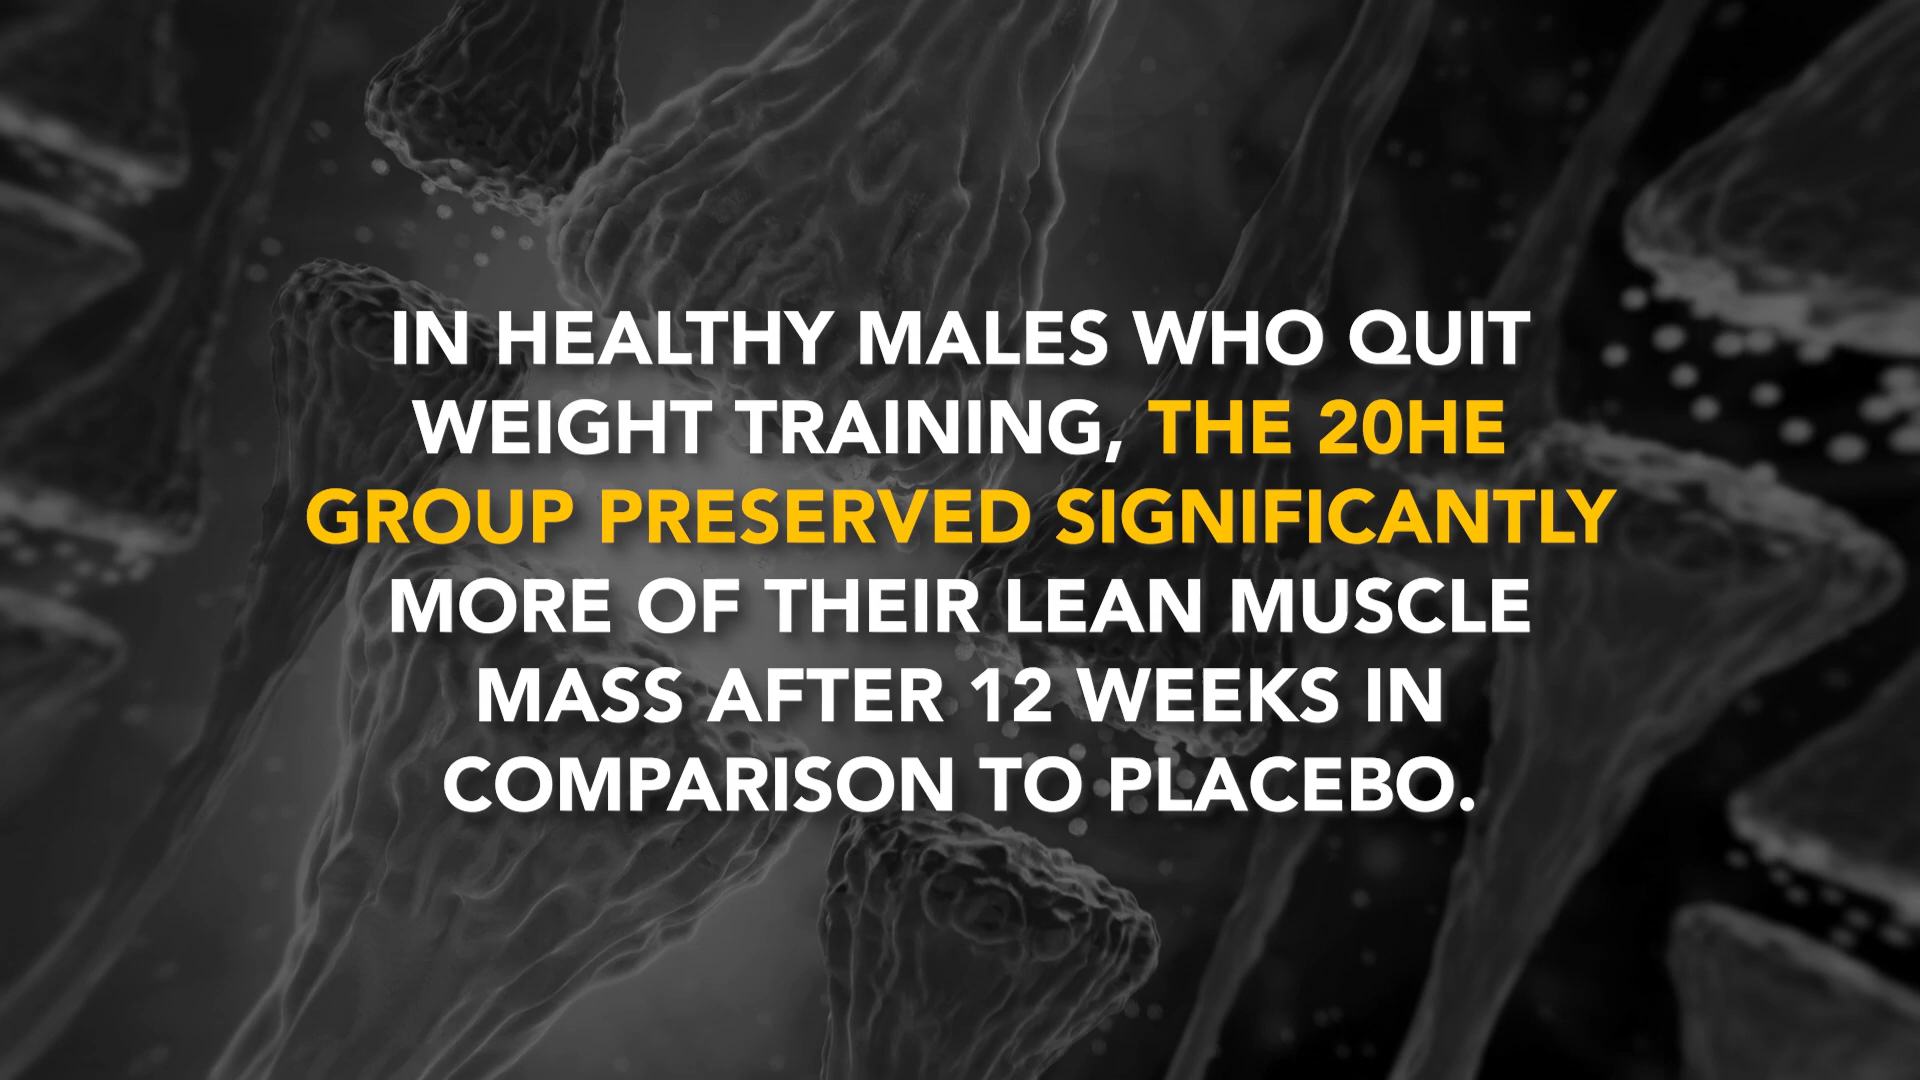 IN HEALTHY MALES WHO QUIT
WEIGHT TRAINING, THE 20HE
GROUP PRESERVED SIGNIFICANTLY
MORE OF THEIR LEAN MUSCLE
MASS AFTER 12 WEEKS IN
COMPARISON TO PLACEBO.